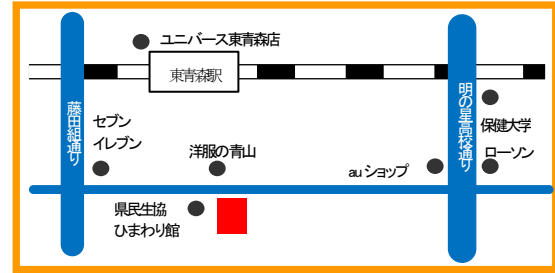 ユニバース東青森店
東青森駅
藤田組通り
明の星高校通り
セブン
イレブン
洋服の青山
auショップ
保健大学
ローソン
県民生協
ひまわり館